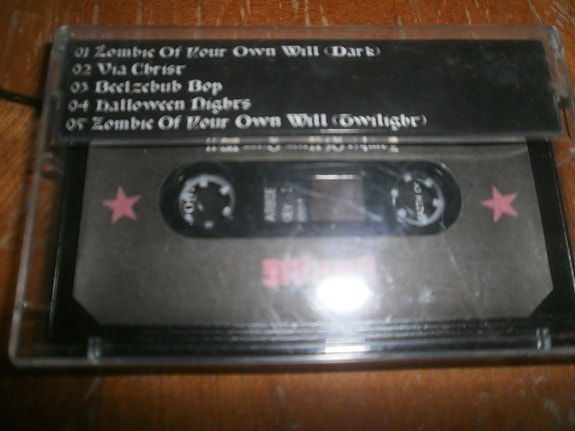 01 Zombie Of Your Own Will (Dark)
02 Via Christ
03 Beelzebub Bop
04 Halloween Nights
05 Zombie Of Your Own Will (Twilight)